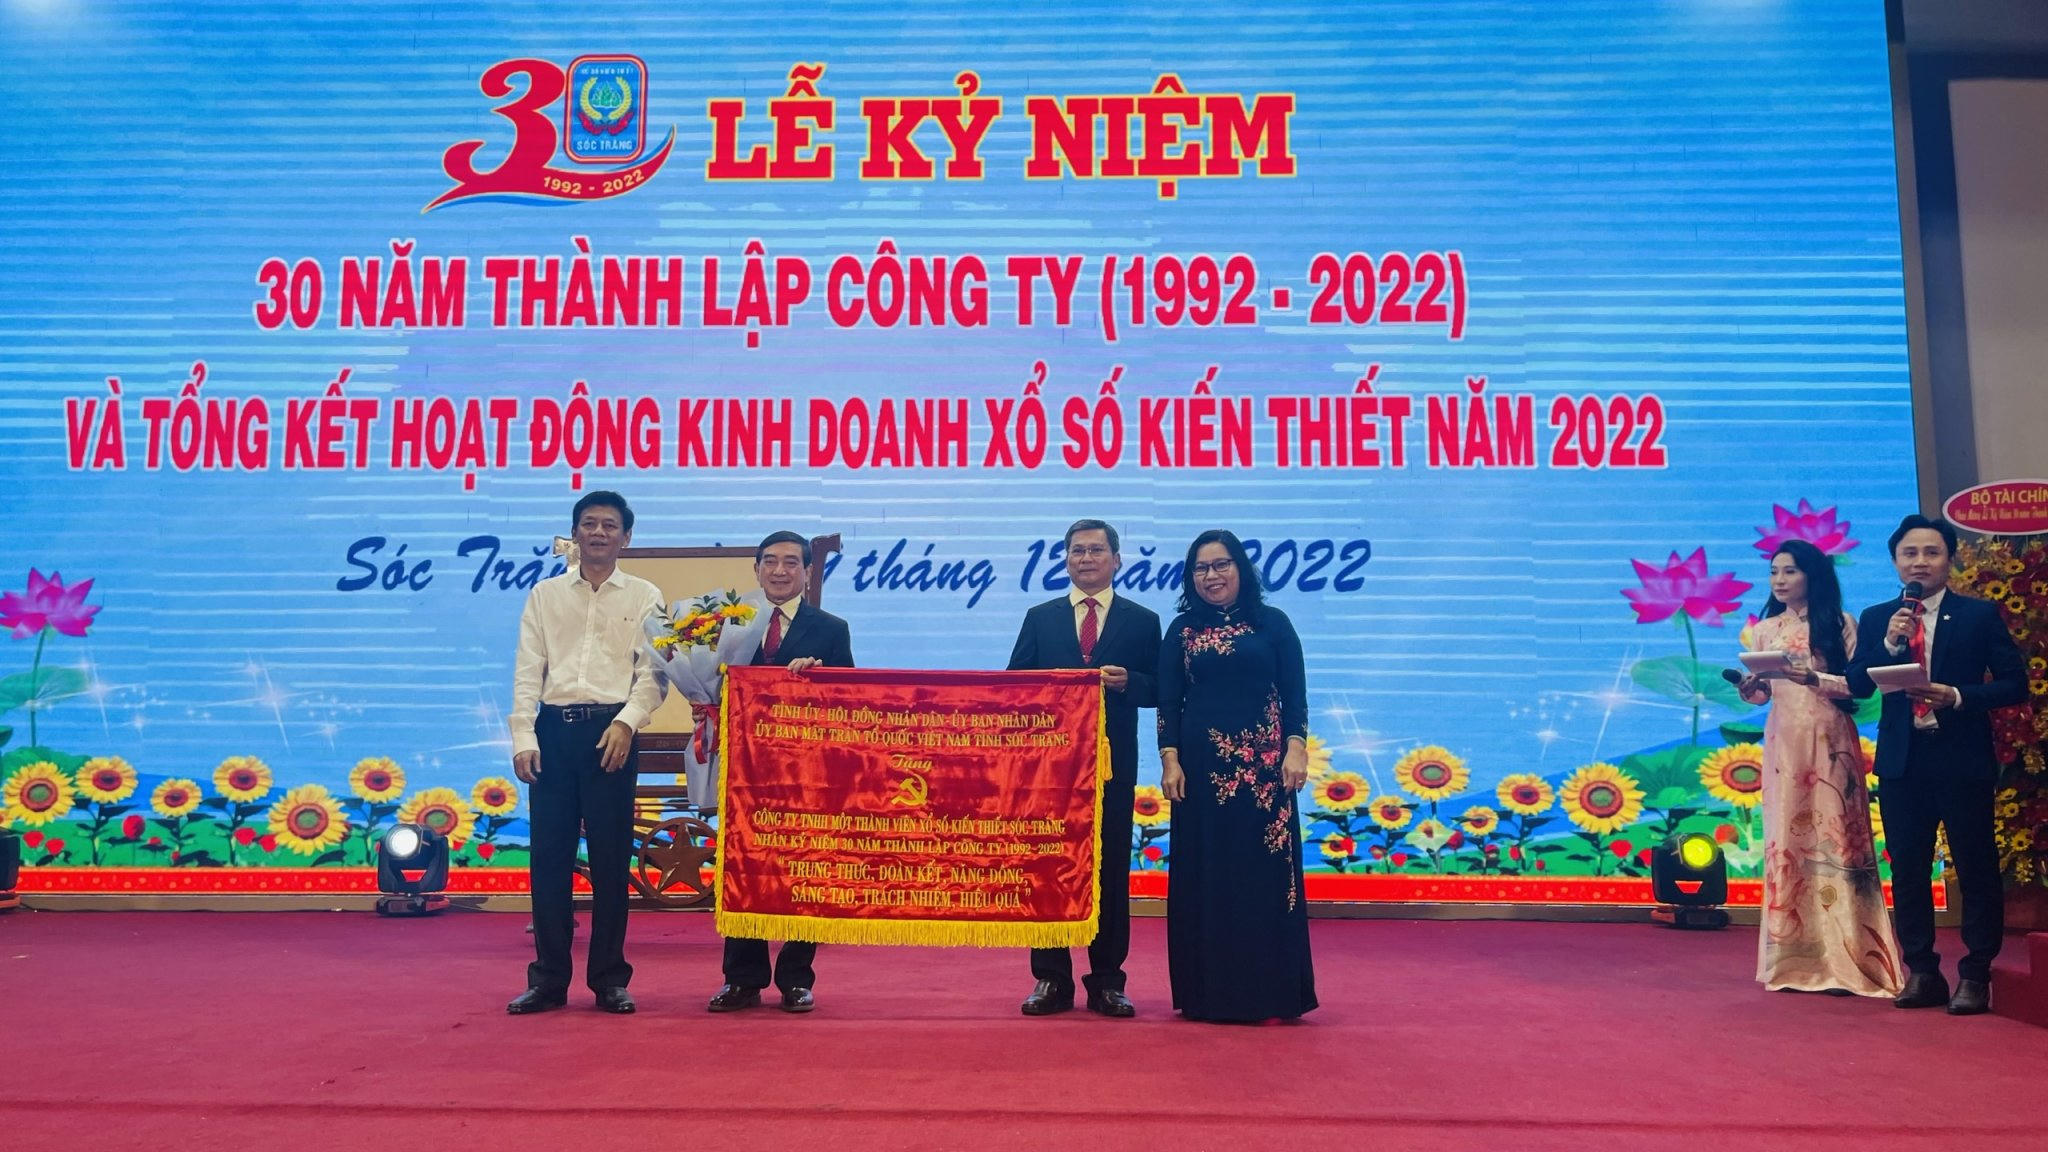 30
SÓC TRĂNG
1992 - 2022
LỄ KỶ NIỆM
30 NĂM THÀNH LẬP CÔNG TY (1992 - 2022)
VÀ TỔNG KẾT HOẠT ĐỘNG KINH DOANH XỔ SỐ KIẾN THIẾT NĂM 2022
Sóc Trăng tháng 12 năm 2022
BỘ TÀI CHÍN
TỈNH ỦY - HỘI ĐỒNG NHÂN DÂN - ỦY BAN NHÂN DÂN
ỦY BAN MẶT TRẬN TỔ QUỐC VIỆT NAM TỈNH SÓC TRĂNG
Tặng
CÔNG TY TNHH MỘT THÀNH VIÊN XỔ SỐ KIẾN THIẾT SÓC TRĂNG
NHÂN KỶ NIỆM 30 NĂM THÀNH LẬP CÔNG TY (1992 - 2022)
" TRUNG THỰC, ĐOÀN KẾT, NĂNG ĐỘNG,
SÁNG TẠO, TRÁCH NHIỆM, HIỆU QUẢ "